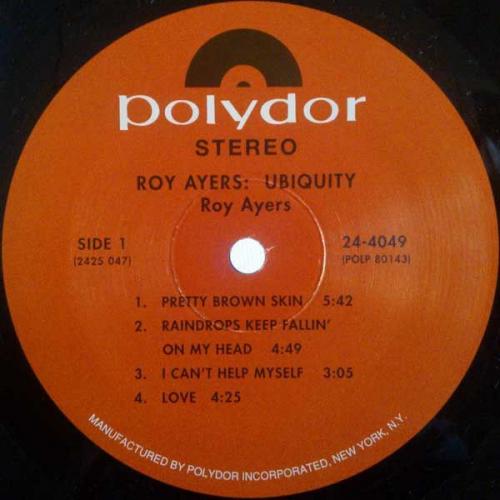 polydor
STEREO
ROY AYERS: UBIQUITY
Roy Ayers
SIDE 1
(2425 047)
24-4049
(POLP 80143)
1. PRETTY BROWN SKIN 5:42
2. RAINDROPS KEEP FALLIN'
ON MY HEAD 4:49
3. I CAN'T HELP MYSELF 3:05
4. LOVE 4:25
MANUFACTURED BY POLYDOR INCORPORATED, NEW YORK, N.Y.